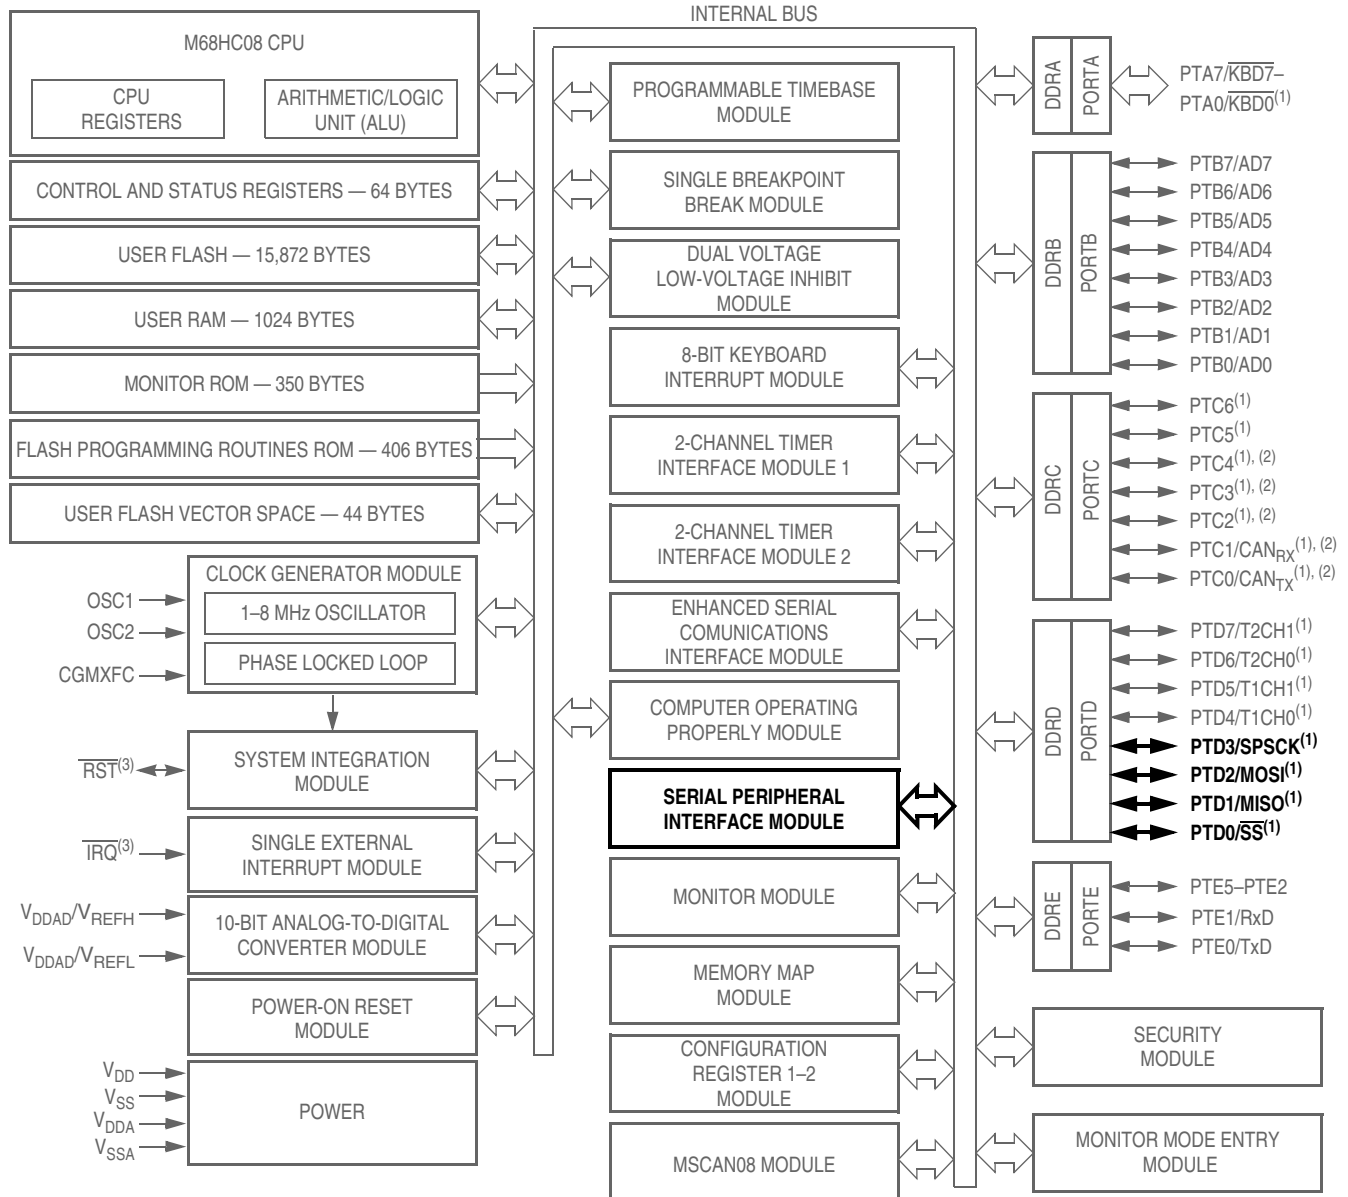 INTERNAL BUS
M68HC08 CPU
CPU
REGISTERS
ARITHMETIC/LOGIC
UNIT (ALU)
CONTROL AND STATUS REGISTERS — 64 BYTES
USER FLASH — 15,872 BYTES
USER RAM — 1024 BYTES
MONITOR ROM — 350 BYTES
FLASH PROGRAMMING ROUTINES ROM — 406 BYTES
USER FLASH VECTOR SPACE — 44 BYTES
CLOCK GENERATOR MODULE
1–8 MHz OSCILLATOR
PHASE LOCKED LOOP
OSC1
OSC2
CGMXFC
SYSTEM INTEGRATION
MODULE
RST(3)
SINGLE EXTERNAL
INTERRUPT MODULE
IRQ(3)
10-BIT ANALOG-TO-DIGITAL
CONVERTER MODULE
VDDAD/VREFH
VDDAD/VREFL
POWER-ON RESET
MODULE
POWER
VDD
VSS
VDDA
VSSA
PROGRAMMABLE TIMEBASE
MODULE
SINGLE BREAKPOINT
BREAK MODULE
DUAL VOLTAGE
LOW-VOLTAGE INHIBIT
MODULE
8-BIT KEYBOARD
INTERRUPT MODULE
2-CHANNEL TIMER
INTERFACE MODULE 1
2-CHANNEL TIMER
INTERFACE MODULE 2
ENHANCED SERIAL
COMUNICATIONS
INTERFACE MODULE
COMPUTER OPERATING
PROPERLY MODULE
SERIAL PERIPHERAL
INTERFACE MODULE
MONITOR MODULE
MEMORY MAP
MODULE
CONFIGURATION
REGISTER 1–2
MODULE
MSCAN08 MODULE
DDRA
PORTA
PTA7/KBD7–
PTA0/KBD0(1)
DDRB
PORTB
PTB7/AD7
PTB6/AD6
PTB5/AD5
PTB4/AD4
PTB3/AD3
PTB2/AD2
PTB1/AD1
PTB0/AD0
DDRC
PORTC
PTC6(1)
PTC5(1)
PTC4(1), (2)
PTC3(1), (2)
PTC2(1), (2)
PTC1/CANRX(1), (2)
PTC0/CANTX(1), (2)
DDRD
PORTD
PTD7/T2CH1(1)
PTD6/T2CH0(1)
PTD5/T1CH1(1)
PTD4/T1CH0(1)
PTD3/SPSCK(1)
PTD2/MOSI(1)
PTD1/MISO(1)
PTD0/SS(1)
DDRE
PORTE
PTE5–PTE2
PTE1/RxD
PTE0/TxD
SECURITY
MODULE
MONITOR MODE ENTRY
MODULE